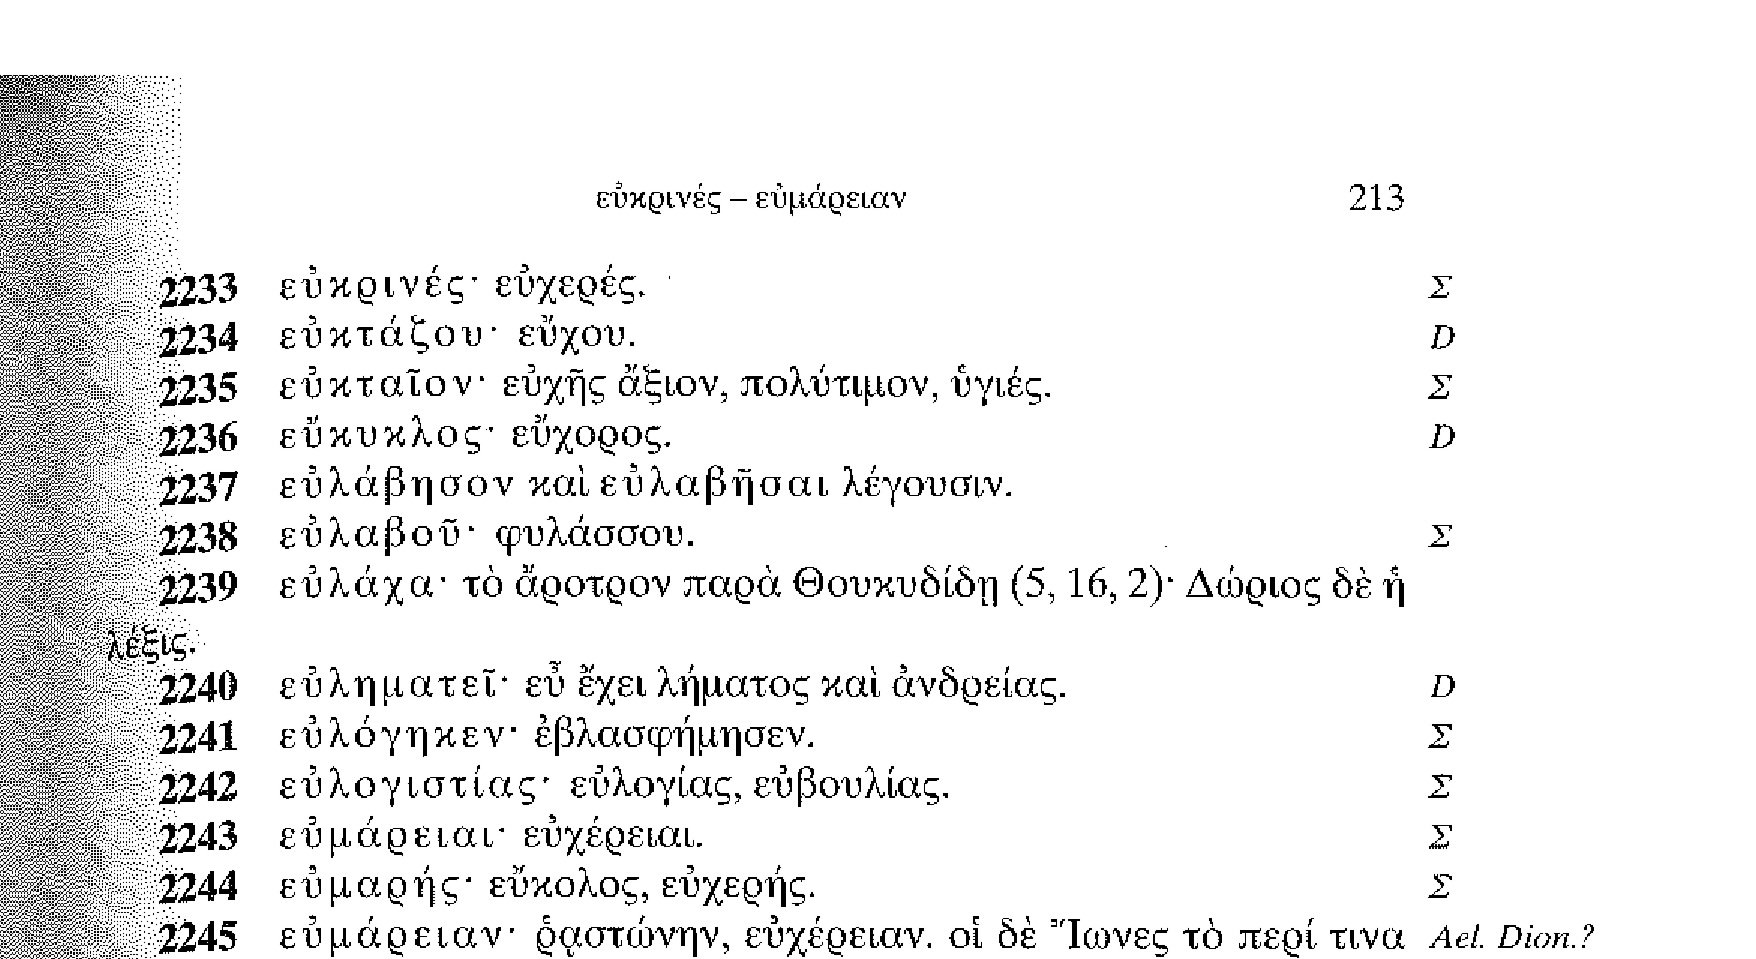 εὐκρινές – εὐμάρειαν 213
2233 εὐκρινές· εὐχερές. Σ
2234 εὐκτάζου· εὔχου. D
2235 εὐκταῖον· εὐχῆς ἄξιον, πολύτιμον, ὑγιές. Σ
2236 εὔκυκλος· εὔχορος. D
2237 εὐλάβησον καὶ εὐλαβῆσαι λέγουσιν.
2238 εὐλαβοῦ· φυλάσσου. Σ
2239 εὐλάχα· τὸ ἄροτρον παρὰ Θουκυδίδῃ (5, 16, 2)· Δώριος δὲ ἡ
λέξις.
2240 εὐληματεῖ· εὖ ἔχει λήματος καὶ ἀνδρείας. D
2241 εὐλόγηκεν· ἐβλασφήμησεν. Σ
2242 εὐλογιστίας· εὐλογίας, εὐβουλίας. Σ
2243 εὐμάρειαι· εὐχέρειαι. Σ
2244 εὐμαρής· εὔκολος, εὐχερής. Σ
2245 εὐμάρειαν· ῥᾳστώνην, εὐχέρειαν. οἱ δὲ Ἴωνες τὸ περί τινα Ael. Dion.?